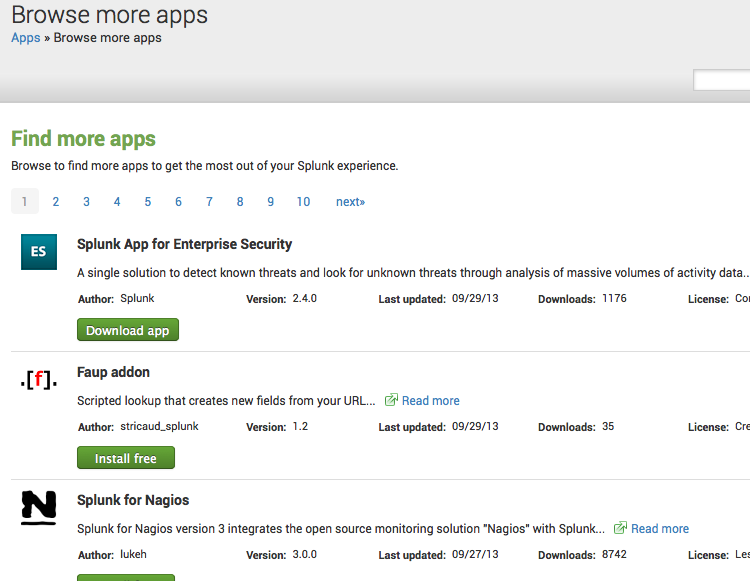 Browse more apps
Apps » Browse more apps
Find more apps
Browse to find more apps to get the most out of your Splunk experience.
1 2 3 4 5 6 7 8 9 10 next»
ES
Splunk App for Enterprise Security
A single solution to detect known threats and look for unknown threats through analysis of massive volumes of activity data..
Author: Splunk Version: 2.4.0 Last updated: 09/29/13 Downloads: 1176 License:
Download app
.[f].
Faup addon
Scripted lookup that creates new fields from your URL... Read more
Author: stricaud_splunk Version: 1.2 Last updated: 09/29/13 Downloads: 35 License:
Install free
N
Splunk for Nagios
Splunk for Nagios version 3 integrates the open source monitoring solution "Nagios" with Splunk... Read more
Author: lukeh Version: 3.0.0 Last updated: 09/27/13 Downloads: 8742 License: